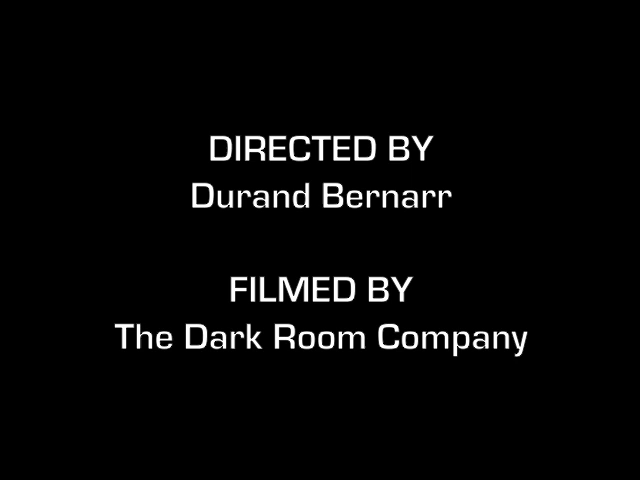 DIRECTED BY
Durand Bernarr
FILMED BY
The Dark Room Company